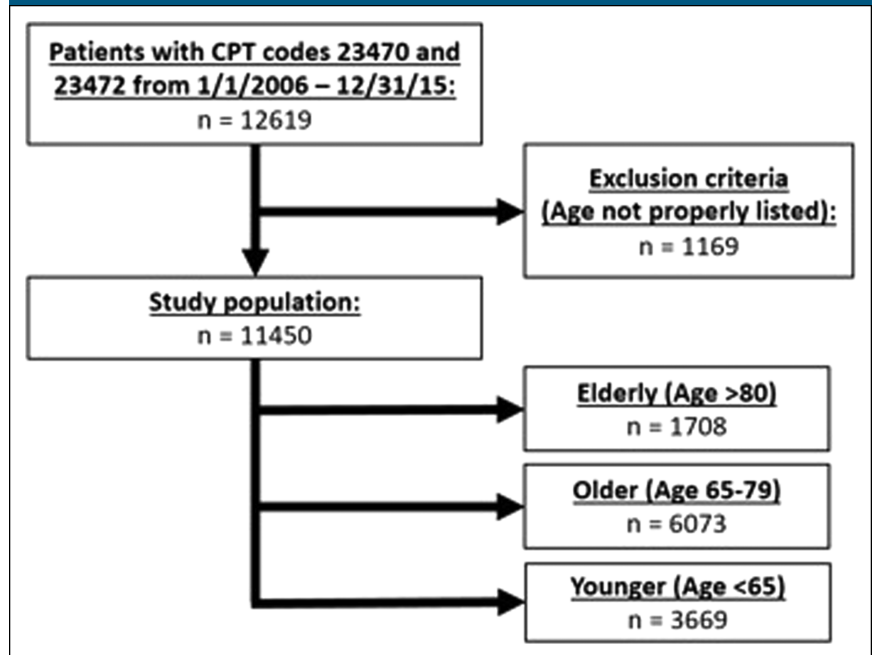 Patients with CPT codes 23470 and
23472 from 1/1/2006 – 12/31/15:
n = 12619
Exclusion criteria
(Age not properly listed):
n = 1169
Study population:
n = 11450
Elderly (Age >80)
n = 1708
Older (Age 65-79)
n = 6073
Younger (Age <65)
n = 3669